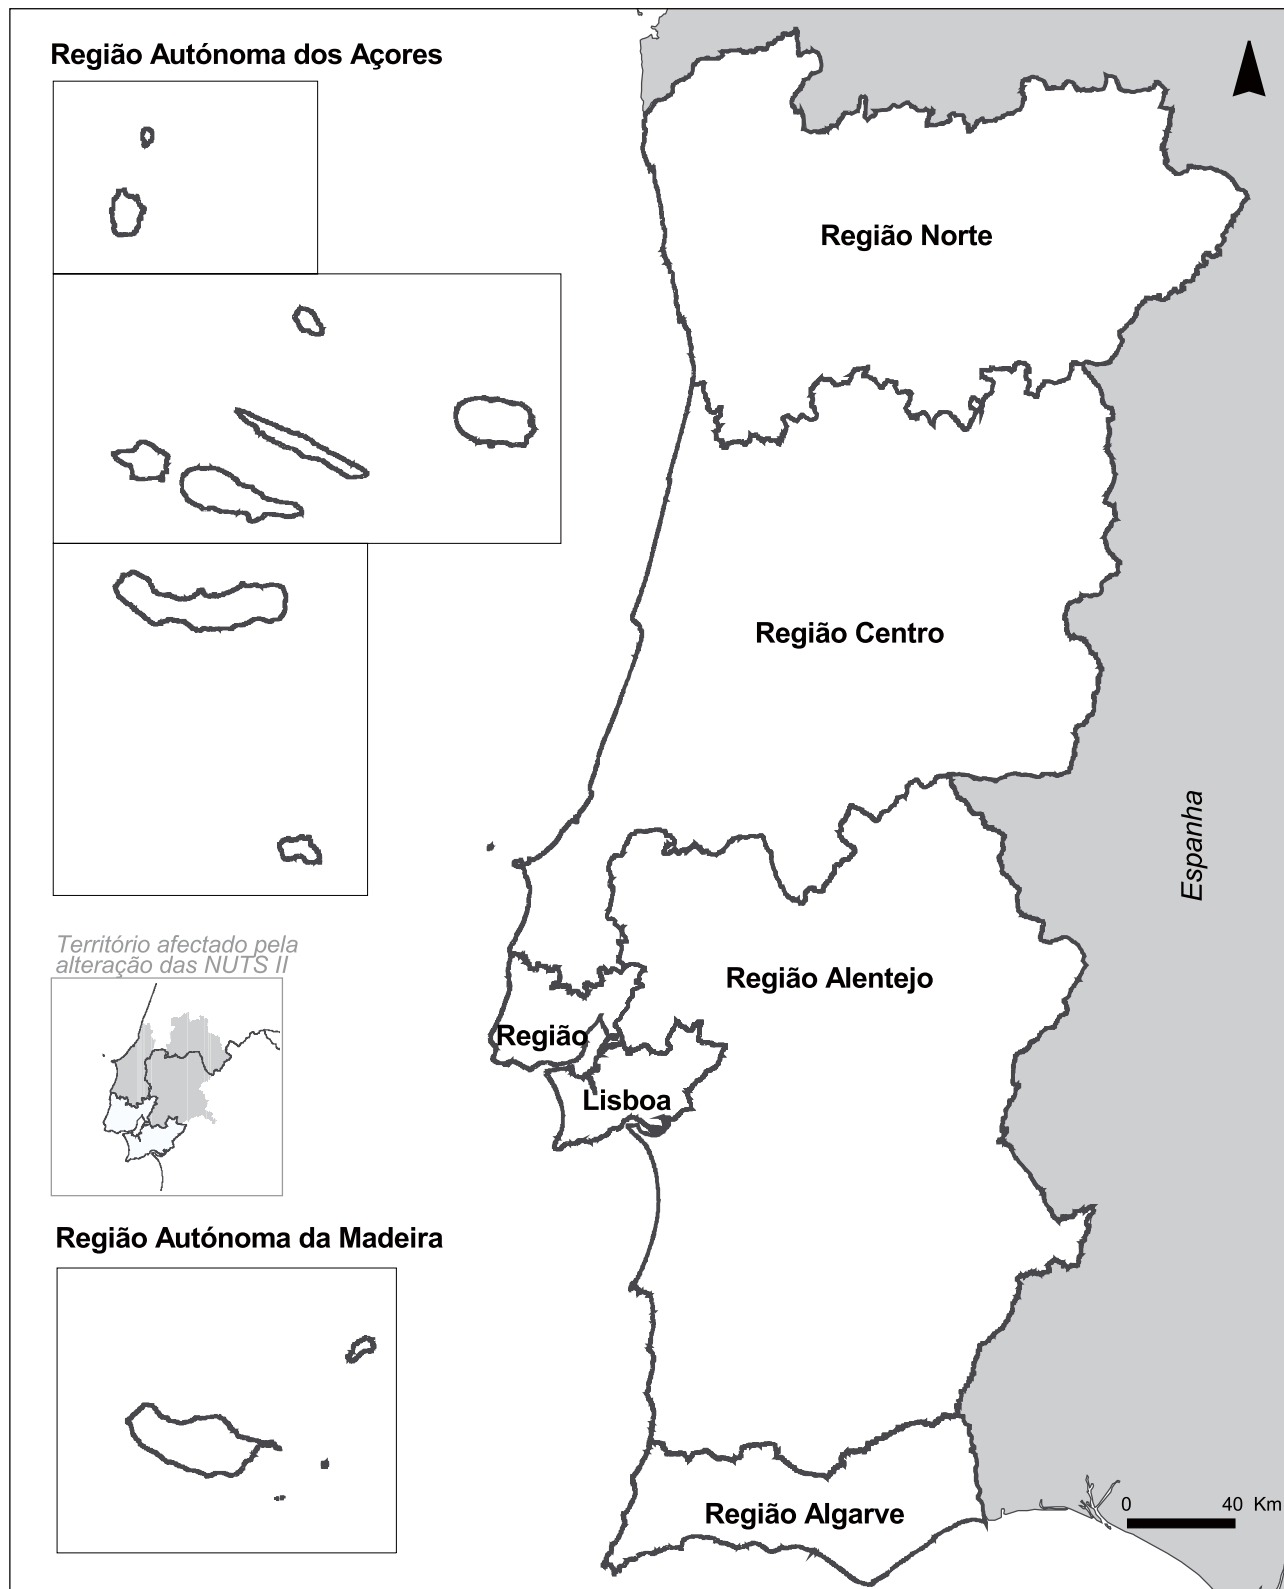 Região Autónoma dos Açores
Região Norte
Região Centro
Espanha
Território afectado pela
alteração das NUTS II
Região Alentejo
Região
Lisboa
Região Autónoma da Madeira
Região Algarve
0 40 Km